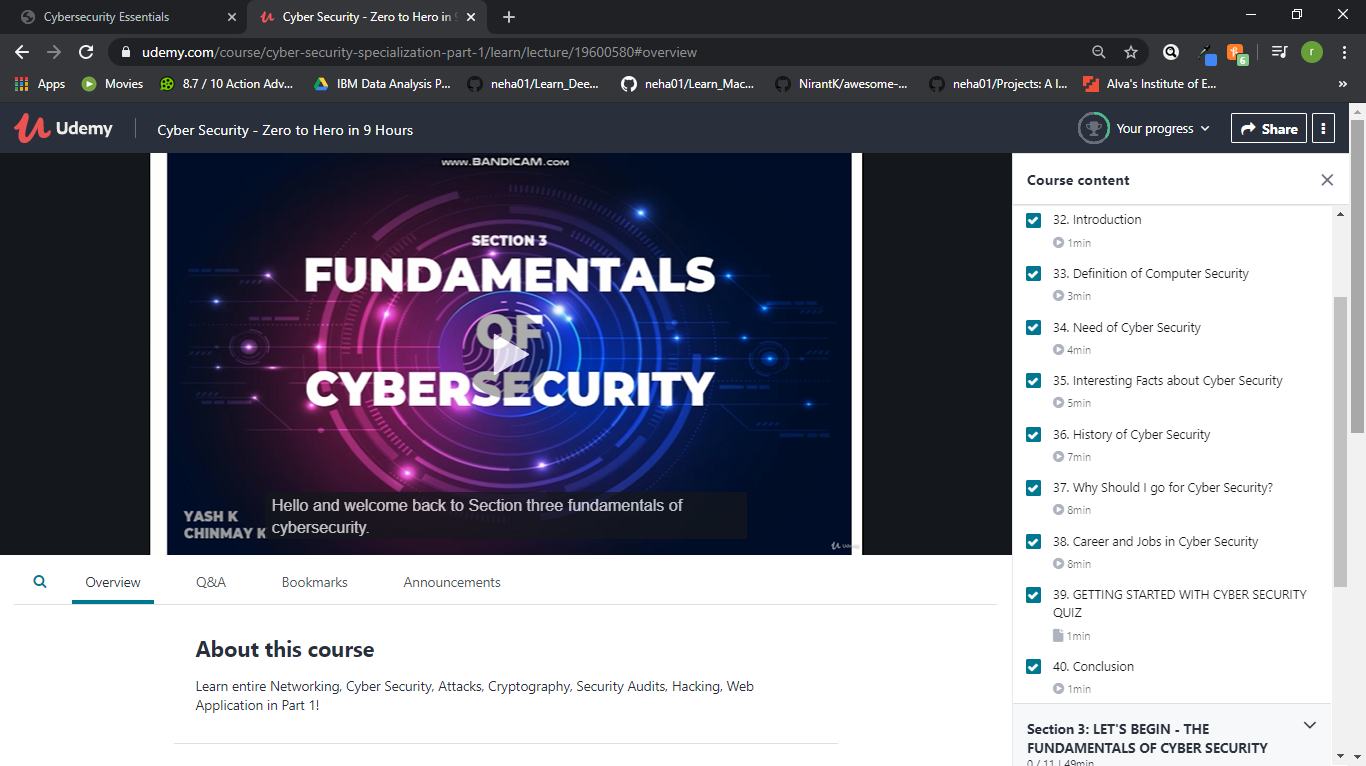 Cybersecurity Essentials
Cyber Security - Zero to Hero in 9
udemy.com/course/cyber-security-specialization-part-1/learn/lecture/19600580#overview
6
r
Apps
Movies
8.7 / 10 Action Adv...
IBM Data Analysis P...
neha01/Learn_Dee...
neha01/Learn_Mac...
NirantK/awesome-...
neha01/Projects: A l...
Alva's Institute of E...
»
Udemy
Cyber Security - Zero to Hero in 9 Hours
Your progress
Share
www.BANDICAM.com
SECTION 3
FUNDAMENTALS
OF
CYBERSECURITY
YASH K
CHINMAY K
Hello and welcome back to Section three fundamentals of
cybersecurity.
Udemy
Overview
Q&A
Bookmarks
Announcements
About this course
Learn entire Networking, Cyber Security, Attacks, Cryptography, Security Audits, Hacking, Web
Application in Part 1!
Course content
32. Introduction
1min
33. Definition of Computer Security
3min
34. Need of Cyber Security
4min
35. Interesting Facts about Cyber Security
5min
36. History of Cyber Security
7min
37. Why Should I go for Cyber Security?
8min
38. Career and Jobs in Cyber Security
8min
39. GETTING STARTED WITH CYBER SECURITY
QUIZ
1min
40. Conclusion
1min
Section 3: LET'S BEGIN - THE
FUNDAMENTALS OF CYBER SECURITY
0 / 11 | 49min